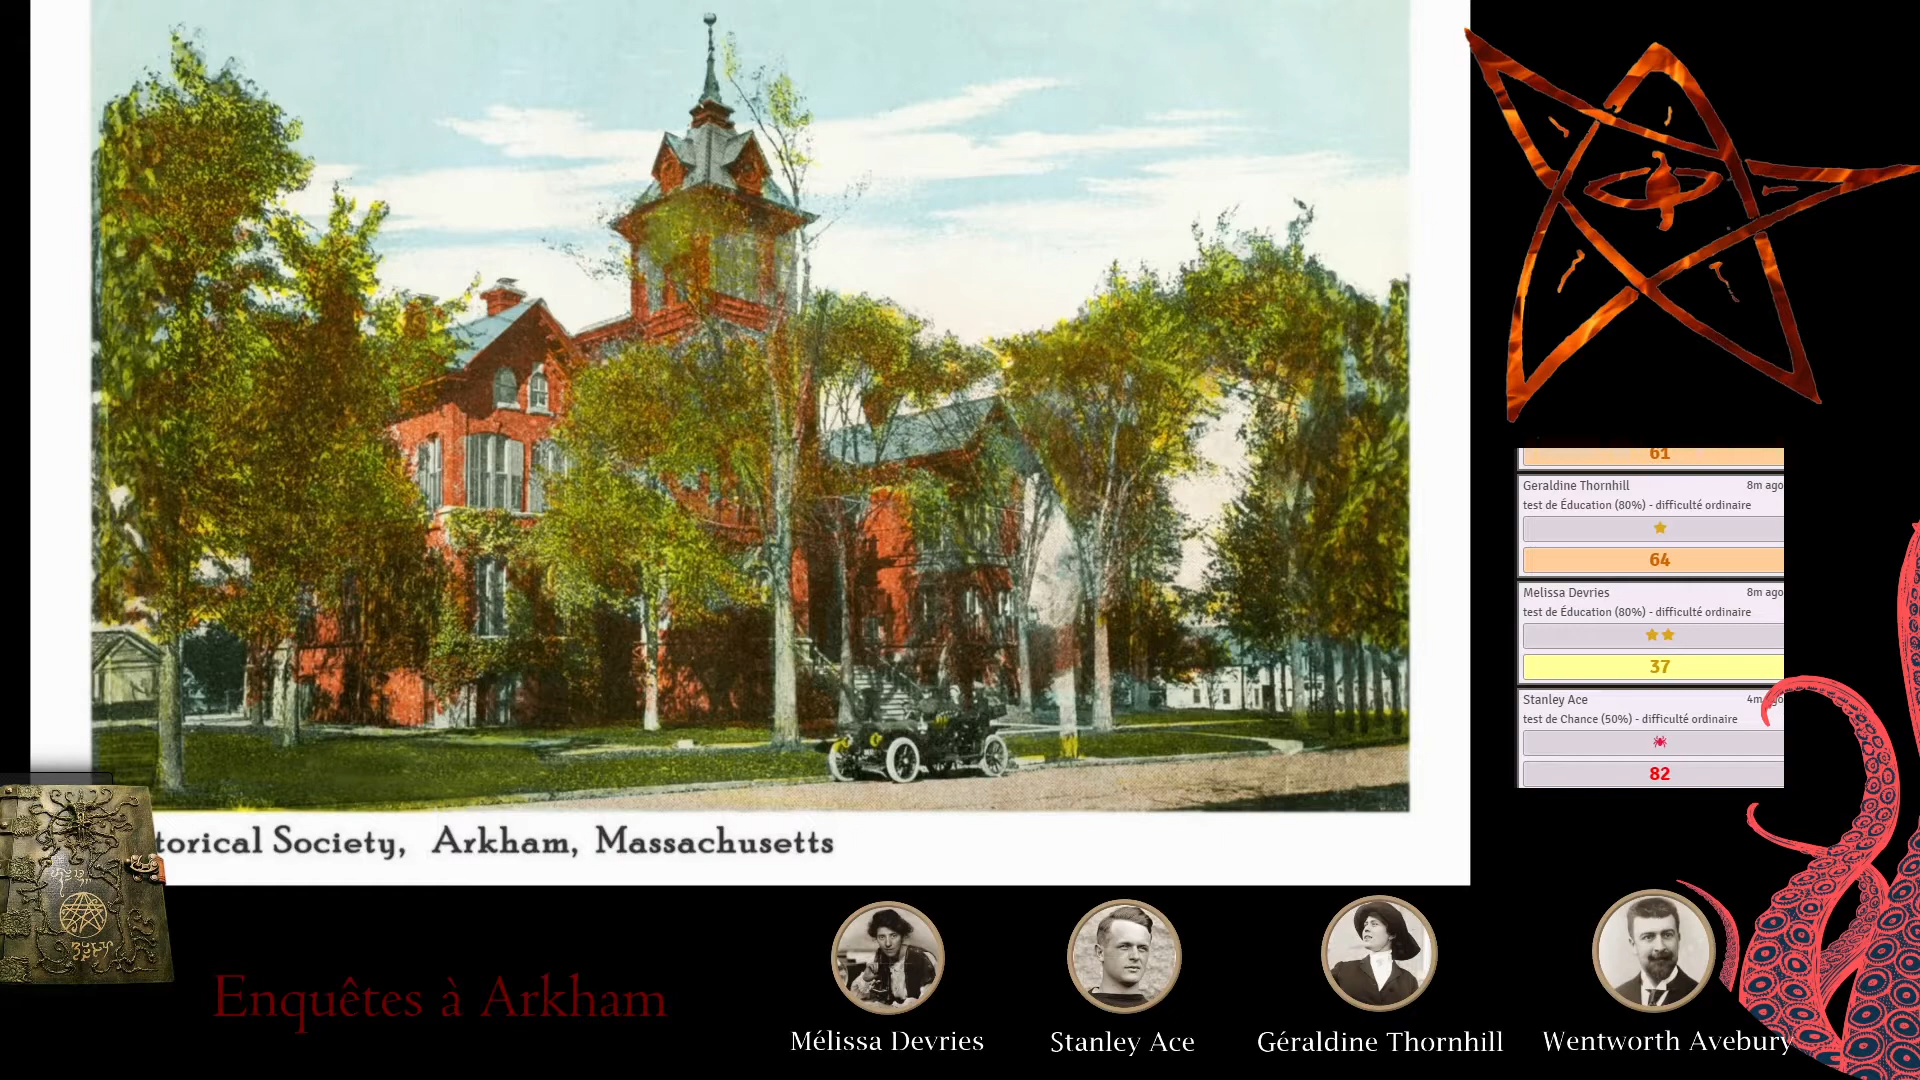 61
Geraldine Thornhill 8m ago
test de Éducation (80%) - difficulté ordinaire
64
Melissa Devries 8m ago
test de Éducation (80%) - difficulté ordinaire
37
Stanley Ace
test de Chance (50%) - difficulté ordinaire
82
torical Society, Arkham, Massachusetts
Enquêtes à Arkham
Mélissa Devries
Stanley Ace
Géraldine Thornhill
Wentworth Avebury